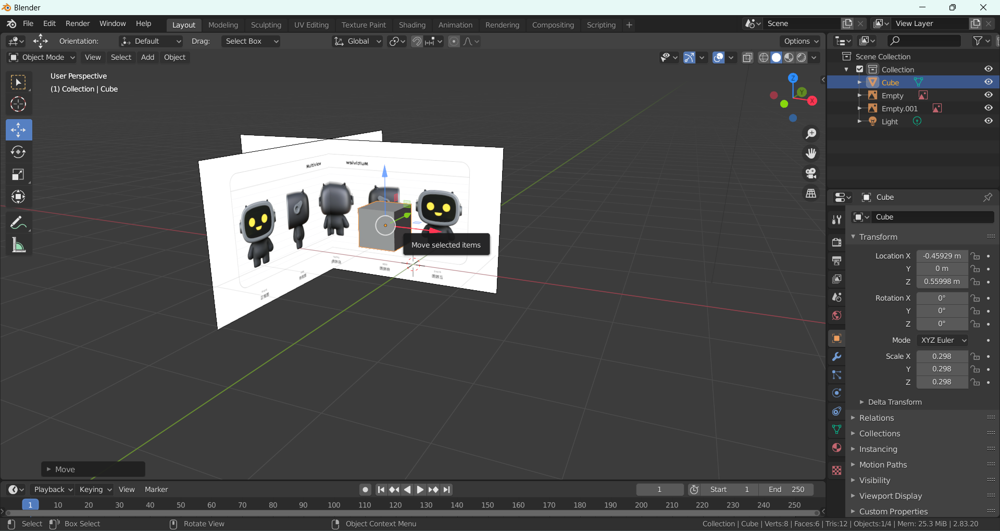 Blender
File Edit Render Window Help Layout Modeling Sculpting UV Editing Texture Paint Shading Animation Rendering Compositing Scripting + Scene View Layer
Orientation: Default Drag: Select Box Global Options
Object Mode View Select Add Object
User Perspective
(1) Collection | Cube
Z
Y
X
Multiview
Multiview
正视图
Move selected items
Move
Scene Collection
Collection
Cube
Empty
Empty.001
Light
Cube
Cube
Transform
Location X -0.45929 m
Y 0 m
Z 0.55998 m
Rotation X 0°
Y 0°
Z 0°
Mode XYZ Euler
Scale X 0.298
Y 0.298
Z 0.298
Delta Transform
Relations
Collections
Instancing
Motion Paths
Visibility
Viewport Display
Custom Properties
Playback Keying View Marker 1 Start 1 End 250
1 10 20 30 40 50 60 70 80 90 100 110 120 130 140 150 160 170 180 190 200 210 220 230 240 250
Select Box Select Rotate View Object Context Menu Collection | Cube | Verts:8 | Faces:6 | Tris:12 | Objects:1/4 | Mem: 25.3 MiB | 2.83.20